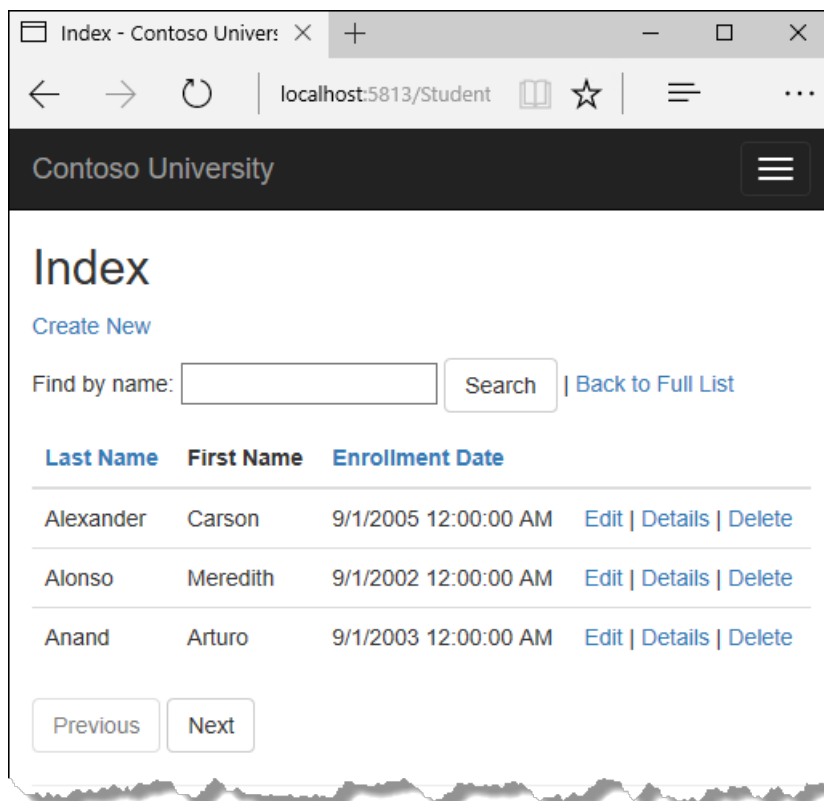 Index - Contoso Univers
localhost:5813/Student
Contoso University
Index
Create New
Find by name: Search | Back to Full List
Last Name First Name Enrollment Date
Alexander Carson 9/1/2005 12:00:00 AM Edit | Details | Delete
Alonso Meredith 9/1/2002 12:00:00 AM Edit | Details | Delete
Anand Arturo 9/1/2003 12:00:00 AM Edit | Details | Delete
Previous Next